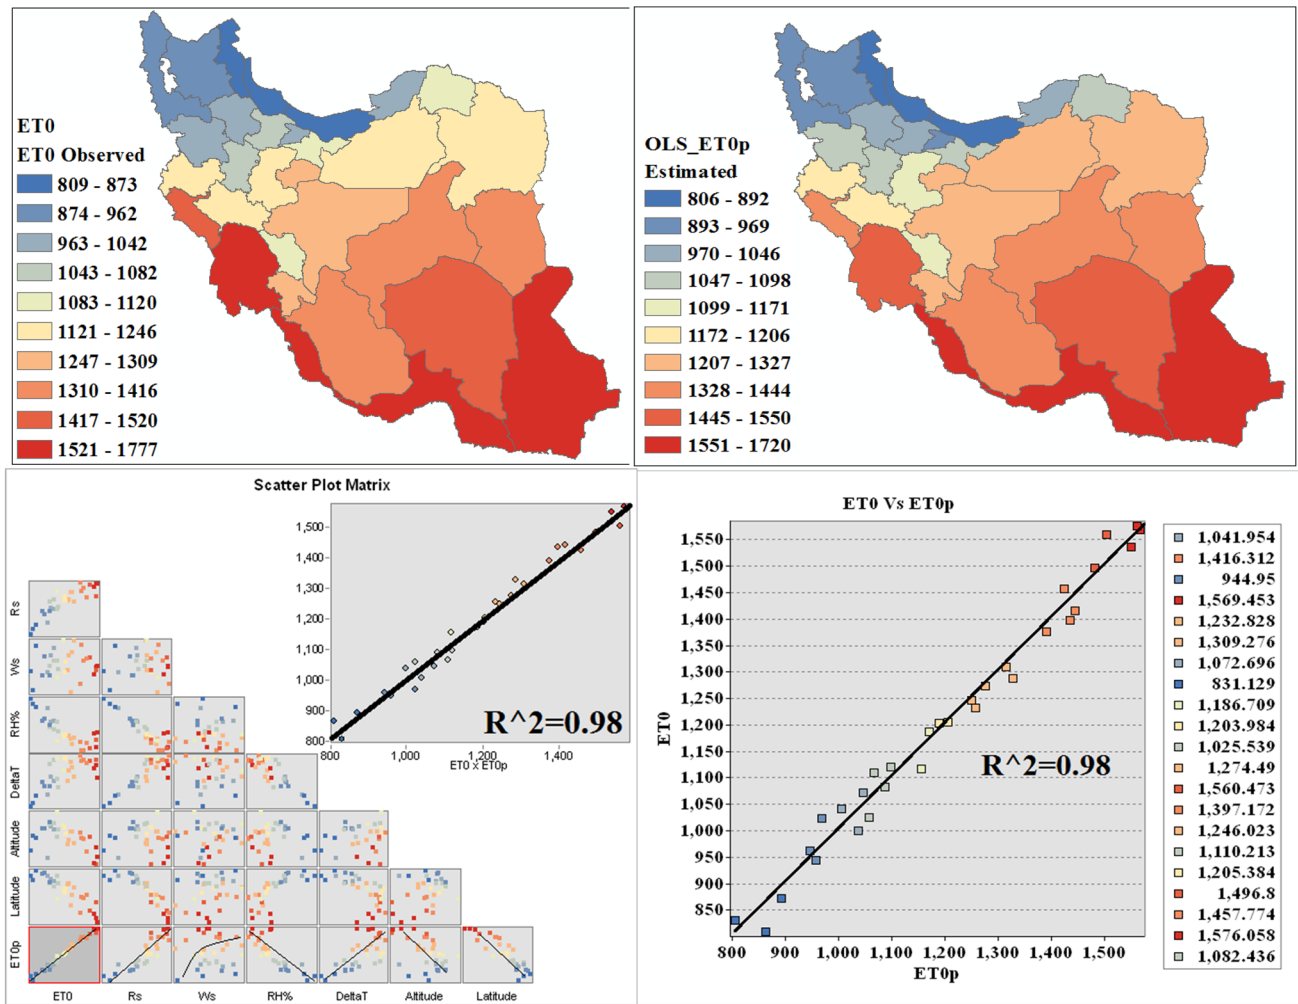 ET0
ET0 Observed
809 - 873
874 - 962
963 - 1042
1043 - 1082
1083 - 1120
1121 - 1246
1247 - 1309
1310 - 1416
1417 - 1520
1521 - 1777
OLS_ET0p
Estimated
806 - 892
893 - 969
970 - 1046
1047 - 1098
1099 - 1171
1172 - 1206
1207 - 1327
1328 - 1444
1445 - 1550
1551 - 1720
Scatter Plot Matrix
1,500
1,400
1,300
1,200
1,100
1,000
900
800
800
1,000
1,200
1,400
ET0 x ET0p
R^2=0.98
Rs
Ws
RH%
DeltaT
Altitude
Latitude
ET0p
ET0
Rs
Ws
RH%
DeltaT
Altitude
Latitude
ET0 Vs ET0p
ET0
1,550
1,500
1,450
1,400
1,350
1,300
1,250
1,200
1,150
1,100
1,050
1,000
950
900
850
800
900
1,000
1,100
1,200
1,300
1,400
1,500
ET0p
R^2=0.98
1,041.954
1,416.312
944.95
1,569.453
1,232.828
1,309.276
1,072.696
831.129
1,186.709
1,203.984
1,025.539
1,274.49
1,560.473
1,397.172
1,246.023
1,110.213
1,205.384
1,496.8
1,457.774
1,576.058
1,082.436